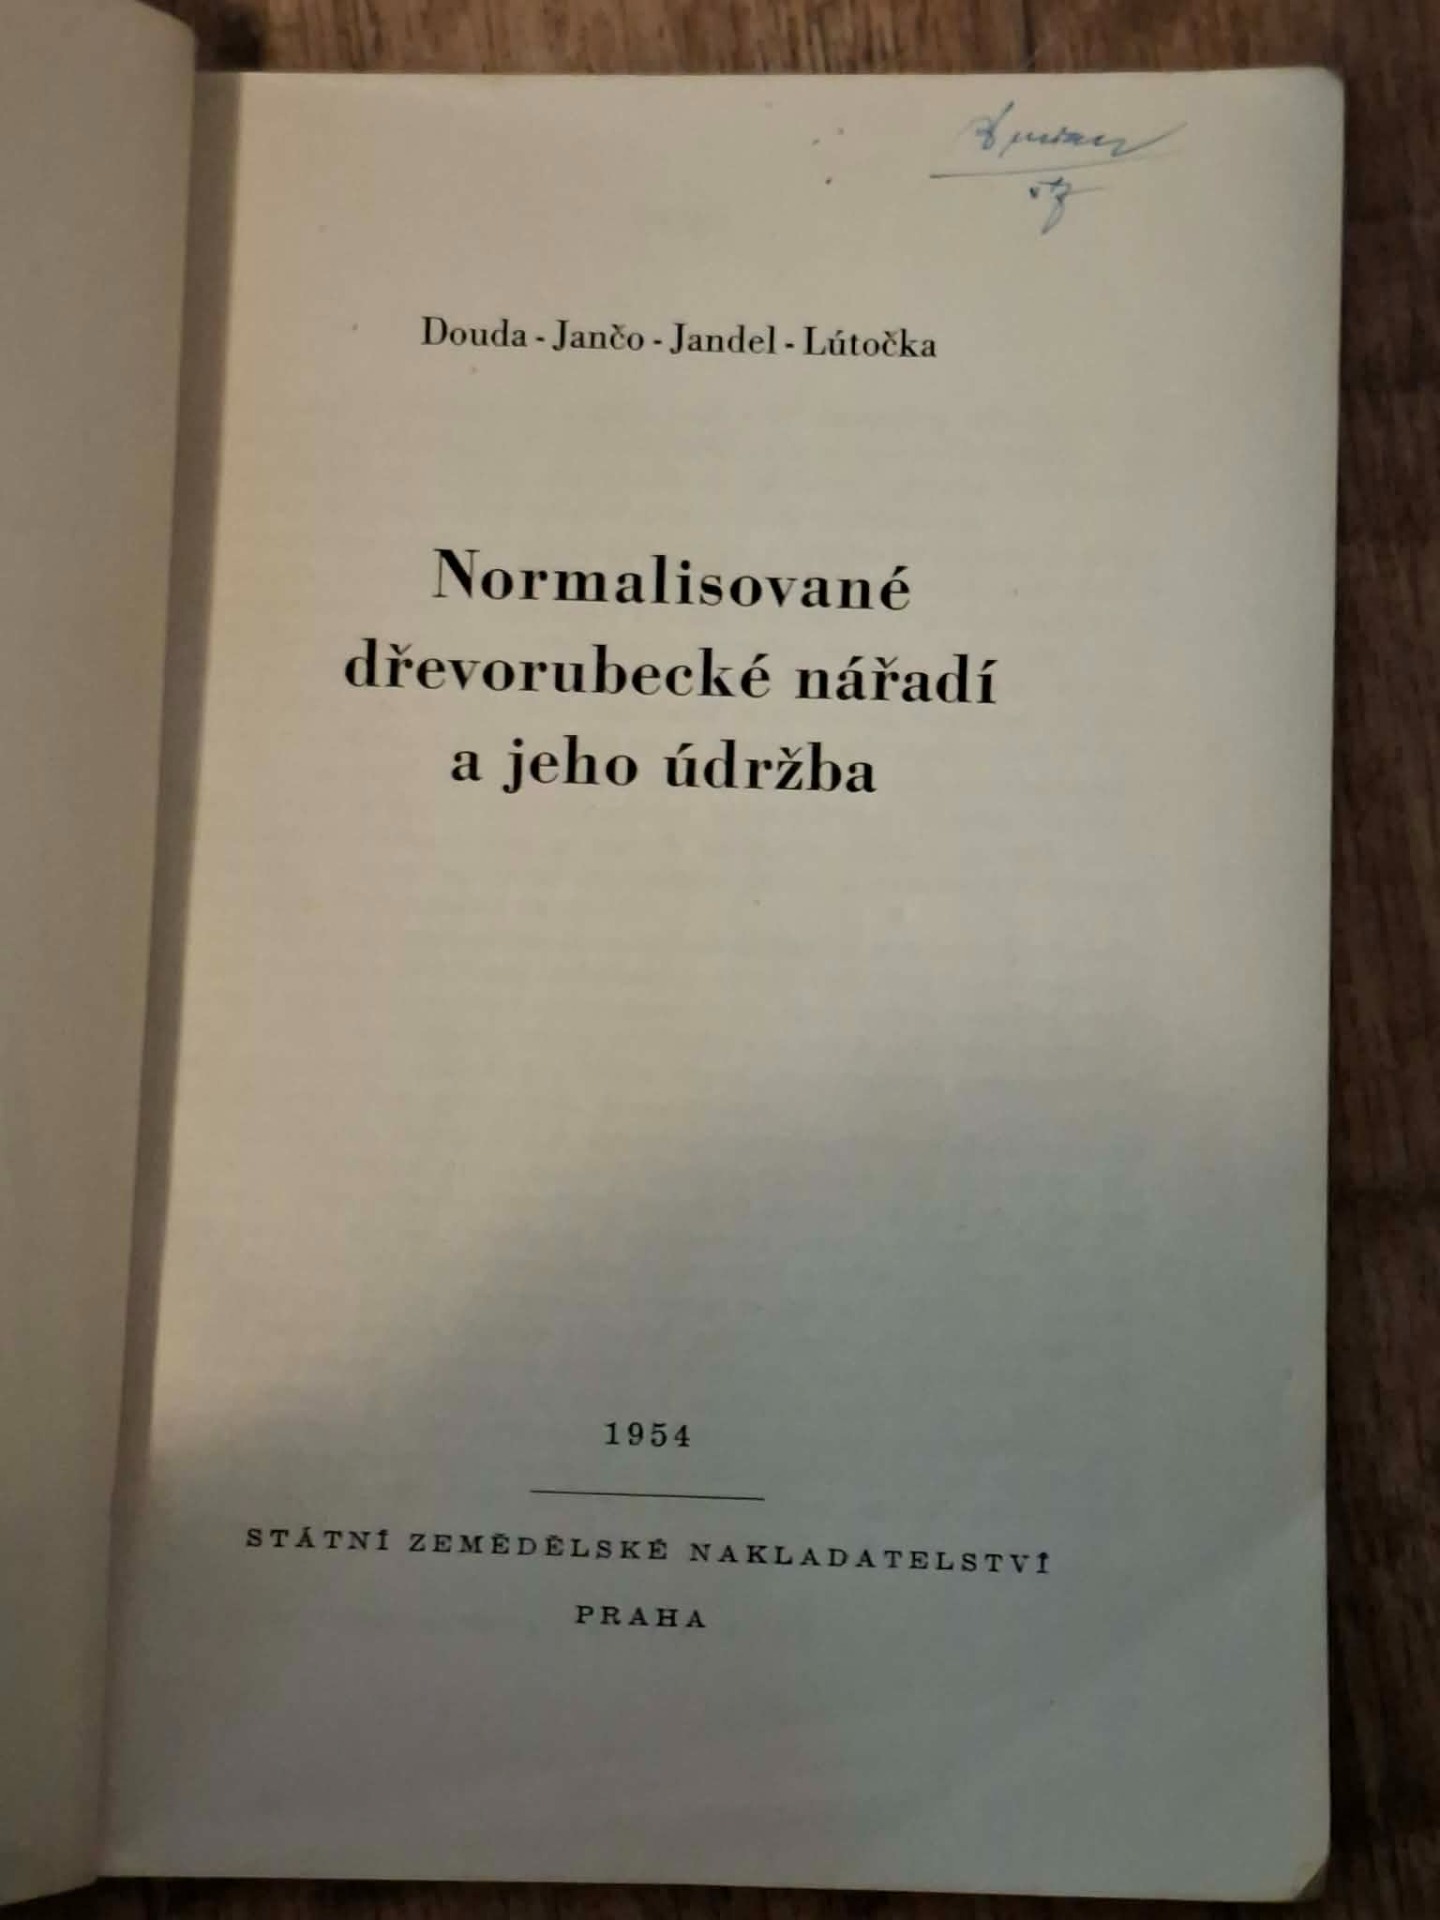 Douda - Jančo - Jandel - Lútočka
Normalisované
dřevorubecké nářadí
a jeho údržba
1954
STÁTNÍ ZEMĚDĚLSKÉ NAKLADATELSTVÍ
PRAHA